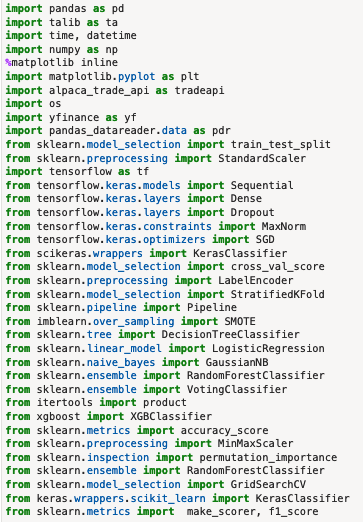 import pandas as pd
import talib as ta
import time, datetime
import numpy as np
%matplotlib inline
import matplotlib.pyplot as plt
import alpaca_trade_api as tradeapi
import os
import yfinance as yf
import pandas_datareader.data as pdr
from sklearn.model_selection import train_test_split
from sklearn.preprocessing import StandardScaler
import tensorflow as tf
from tensorflow.keras.models import Sequential
from tensorflow.keras.layers import Dense
from tensorflow.keras.layers import Dropout
from tensorflow.keras.constraints import MaxNorm
from tensorflow.keras.optimizers import SGD
from scikeras.wrappers import KerasClassifier
from sklearn.model_selection import cross_val_score
from sklearn.preprocessing import LabelEncoder
from sklearn.model_selection import StratifiedKFold
from sklearn.pipeline import Pipeline
from imblearn.over_sampling import SMOTE
from sklearn.tree import DecisionTreeClassifier
from sklearn.linear_model import LogisticRegression
from sklearn.naive_bayes import GaussianNB
from sklearn.ensemble import RandomForestClassifier
from sklearn.ensemble import VotingClassifier
from itertools import product
from xgboost import XGBClassifier
from sklearn.metrics import accuracy_score
from sklearn.preprocessing import MinMaxScaler
from sklearn.inspection import permutation_importance
from sklearn.ensemble import RandomForestClassifier
from sklearn.model_selection import GridSearchCV
from keras.wrappers.scikit_learn import KerasClassifier
from sklearn.metrics import  make_scorer, f1_score